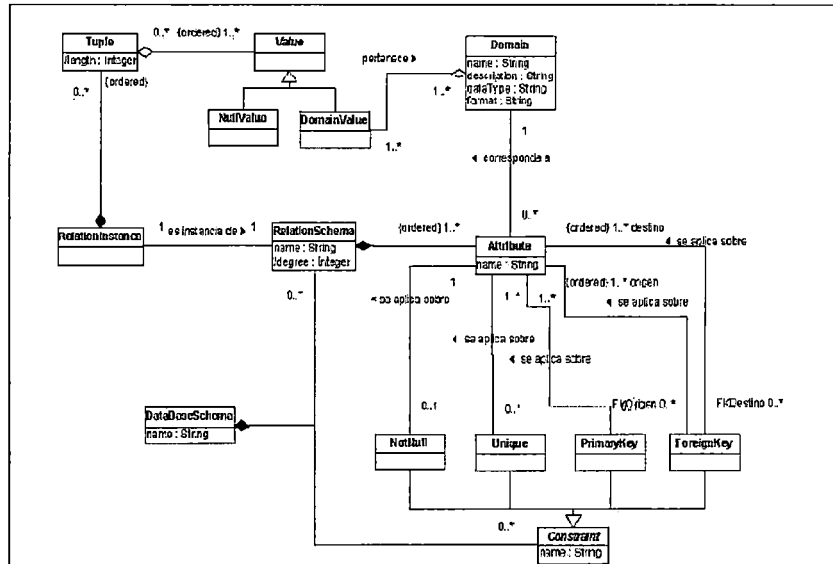 Tuple
/length : Integer
0..* {ordered} 1..*
Value
Domain
name : String
description : String
dataType : String
format : String
pertenece
{ordered}
0..*
1..*
NullValue
DomainValue
1..*
1
corresponde a
0..*
RelationInstance
1 es instancia de 1
RelationSchema
name : String
/degree : Integer
{ordered} 1..*
Attribute
name : String
{ordered} 1..* destino
se aplica sobre
{ordered} 1..* origen
se aplica sobre
0..*
1
1..*
1..*
se aplica sobre
se aplica sobre
se aplica sobre
DataBaseSchema
name : String
0..1
0..*
FKOrigen 0..*
FKDestino 0..*
NotNull
Unique
PrimaryKey
ForeignKey
0..*
Constraint
name : String